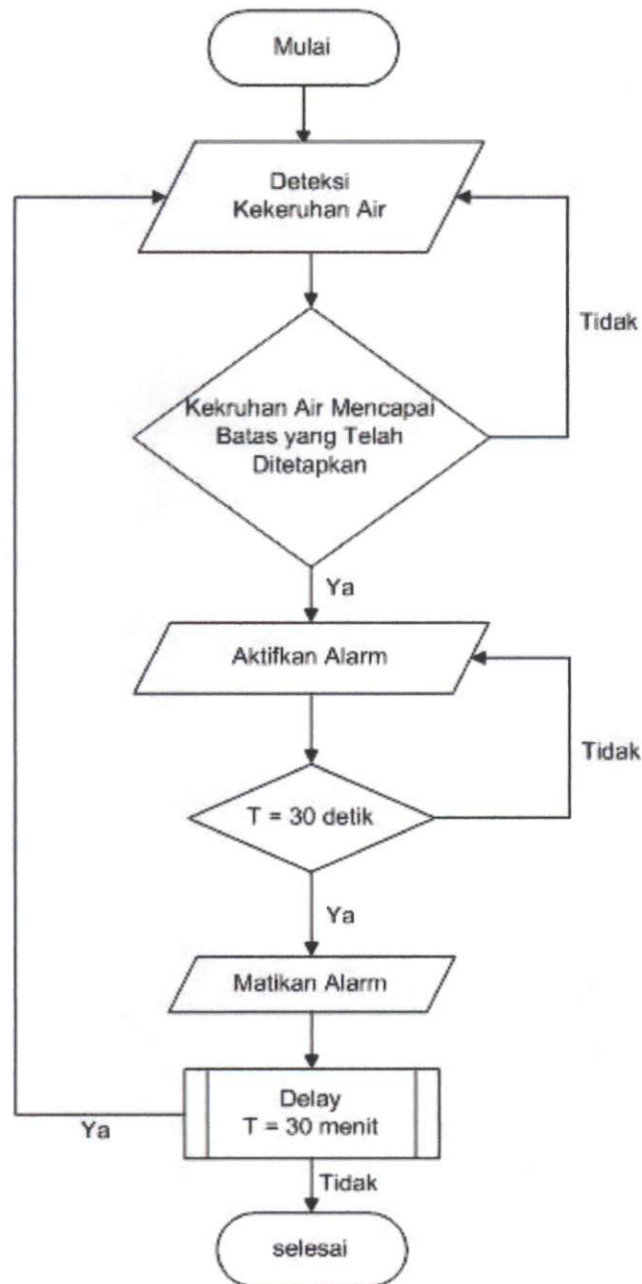 Mulai
Deteksi
Kekeruhan Air
Tidak
Kekruhan Air Mencapai
Batas yang Telah
Ditetapkan
Ya
Aktifkan Alarm
Tidak
T = 30 detik
Ya
Matikan Alarm
Delay
T = 30 menit
Ya
Tidak
selesai